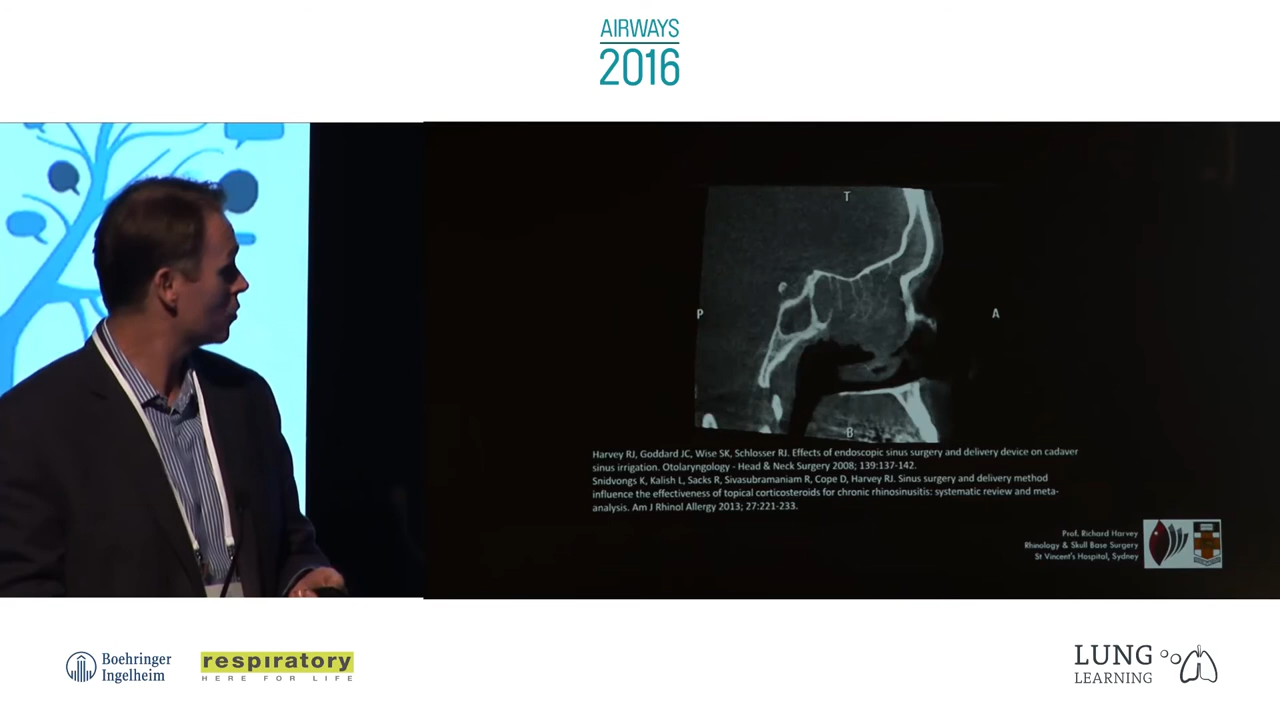 AIRWAYS
2016
T
P
A
B
Harvey RJ, Goddard JC, Wise SK, Schlosser RJ. Effects of endoscopic sinus surgery and delivery device on cadaver
sinus irrigation. Otolaryngology - Head & Neck Surgery 2008; 139:137-142.
Snidvongs K, Kalish L, Sacks R, Sivasubramaniam R, Cope D, Harvey RJ. Sinus surgery and delivery method
influence the effectiveness of topical corticosteroids for chronic rhinosinusitis: systematic review and meta-
analysis. Am J Rhinol Allergy 2013; 27:221-233.
Prof. Richard Harvey
Rhinology & Skull Base Surgery
St Vincent's Hospital, Sydney
Boehringer
Ingelheim
respiratory
HERE FOR LIFE
LUNG
LEARNING